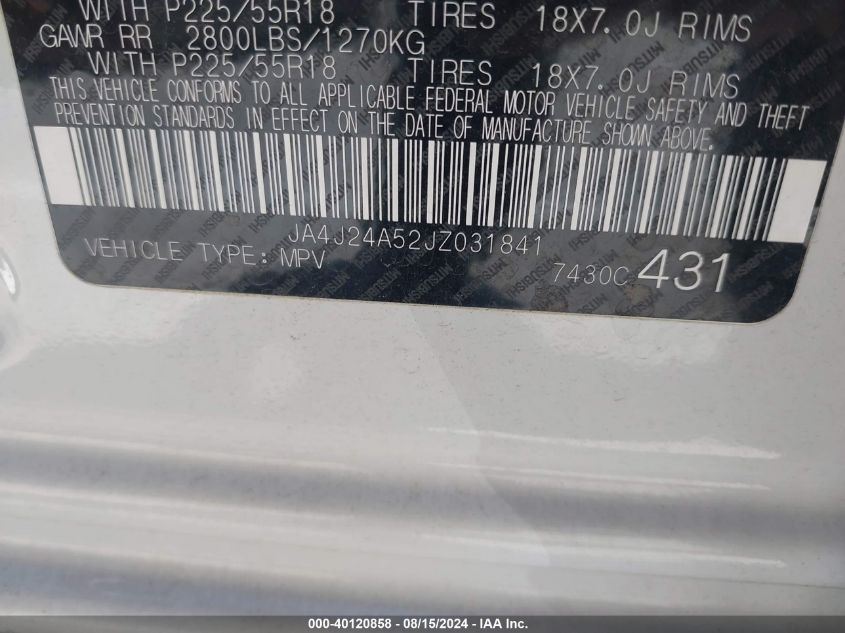 WITH P225/55R18 TIRES 18X7.0J RIMS
GAWR RR 2800LBS/1270KG
WITH P225/55R18 TIRES 18X7.0J RIMS
THIS VEHICLE CONFORMS TO ALL APPLICABLE FEDERAL MOTOR VEHICLE SAFETY AND THEFT
PREVENTION STANDARDS IN EFFECT ON THE DATE OF MANUFACTURE SHOWN ABOVE.
JA4J24A52JZ031841
VEHICLE TYPE: MPV
7430C 431
000-40120858 - 08/15/2024 - © IAA Inc.